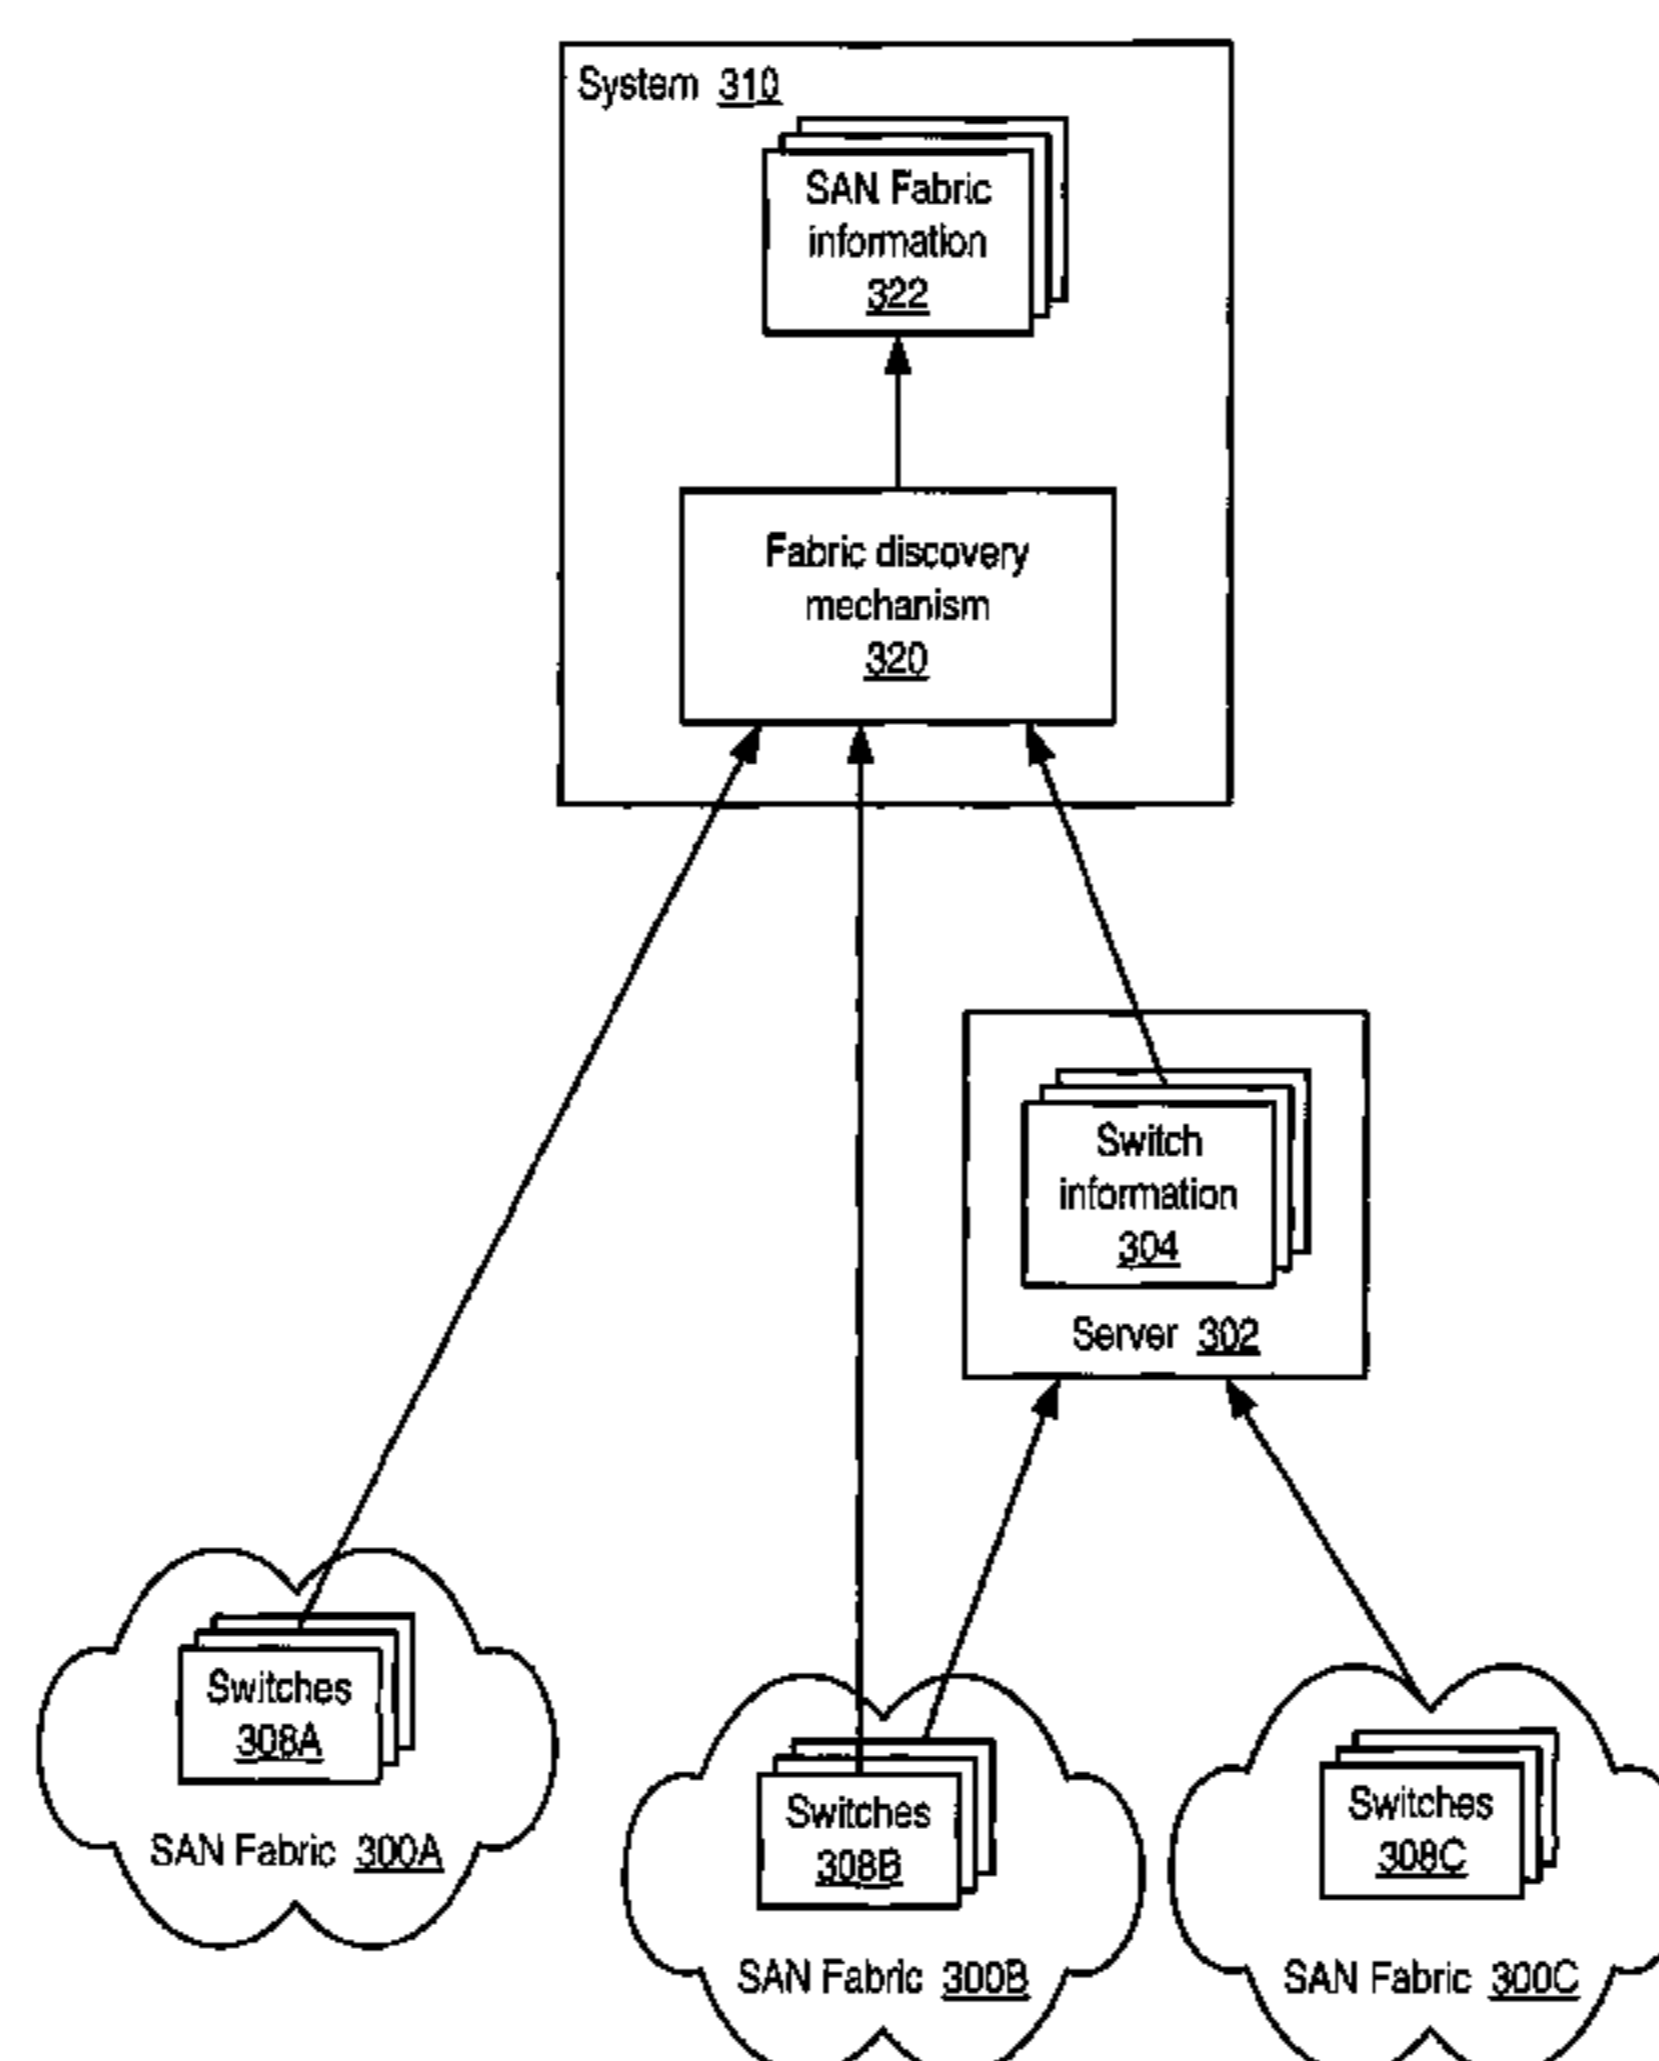 System 310
SAN Fabric
information
322
Fabric discovery
mechanism
320
Switch
information
304
Server 302
Switches
308A
SAN Fabric 300A
Switches
308B
SAN Fabric 300B
Switches
308C
SAN Fabric 300C